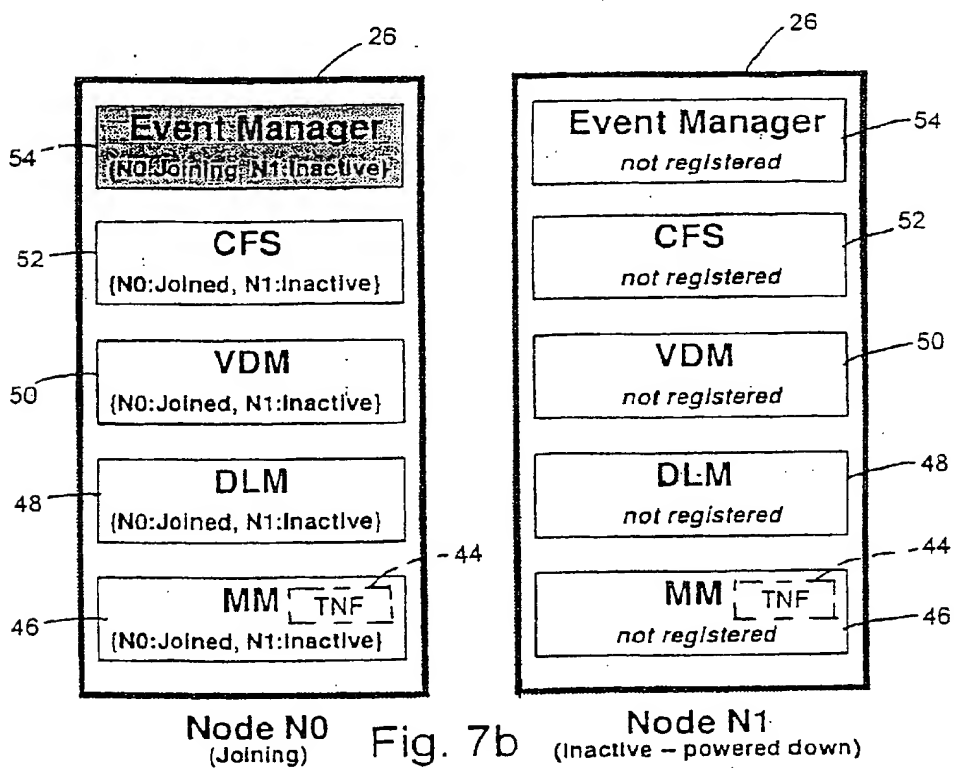 26
Event Manager
{N0:Joining, N1:Inactive}
54
CFS
{N0:Joined, N1:Inactive}
52
VDM
{N0:Joined, N1:Inactive}
50
DLM
{N0:Joined, N1:Inactive}
48
44
MM
TNF
{N0:Joined, N1:Inactive}
46
Node N0
(Joining)
26
Event Manager
not registered
54
CFS
not registered
52
VDM
not registered
50
DLM
not registered
48
44
MM
TNF
not registered
46
Node N1
(Inactive – powered down)
Fig. 7b